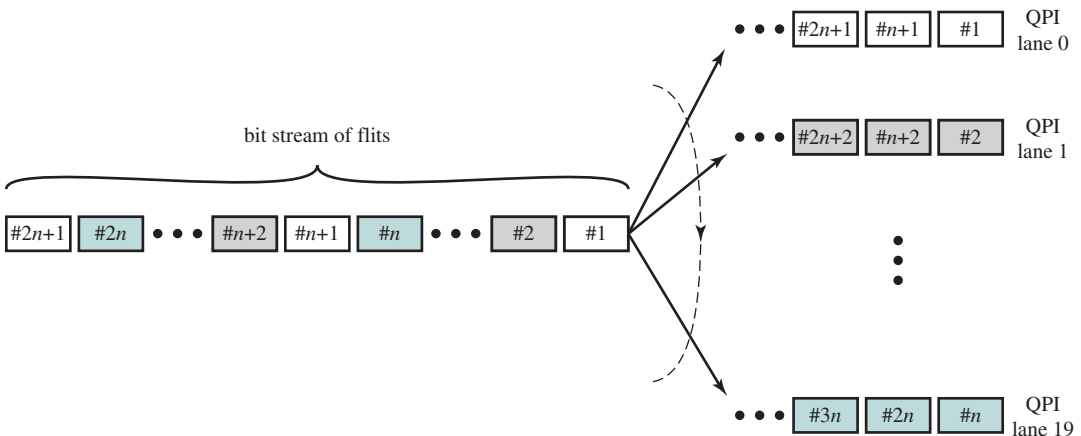 #2n+1 #n+1 #1 QPI
lane 0
bit stream of flits
#2n+2 #n+2 #2 QPI
lane 1
#2n+1 #2n #n+2 #n+1 #n #2 #1
#3n #2n #n QPI
lane 19